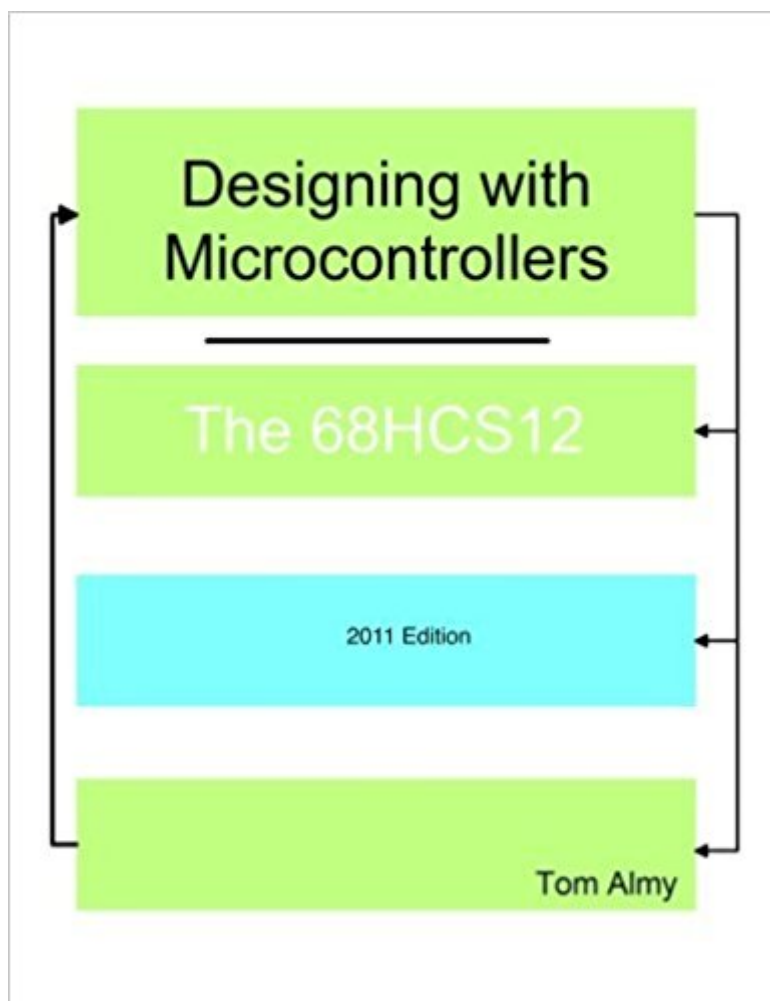 Designing with
Microcontrollers
The 68HCS12
2011 Edition
Tom Almy